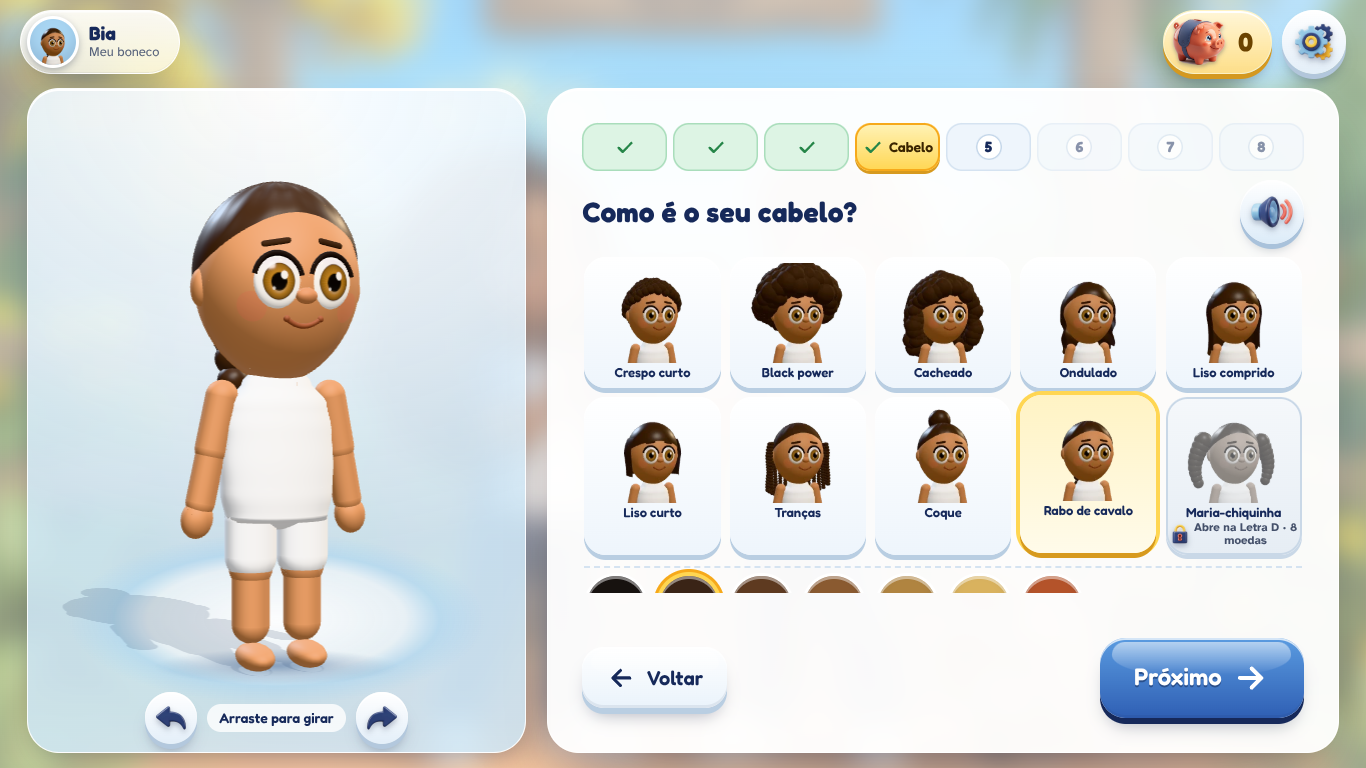 Bia
Meu boneco
0
Cabelo
5
6
7
8
Como é o seu cabelo?
Crespo curto
Black power
Cacheado
Ondulado
Liso comprido
Liso curto
Tranças
Coque
Rabo de cavalo
Maria-chiquinha
Abre na Letra D · 8
moedas
Voltar
Próximo
Arraste para girar